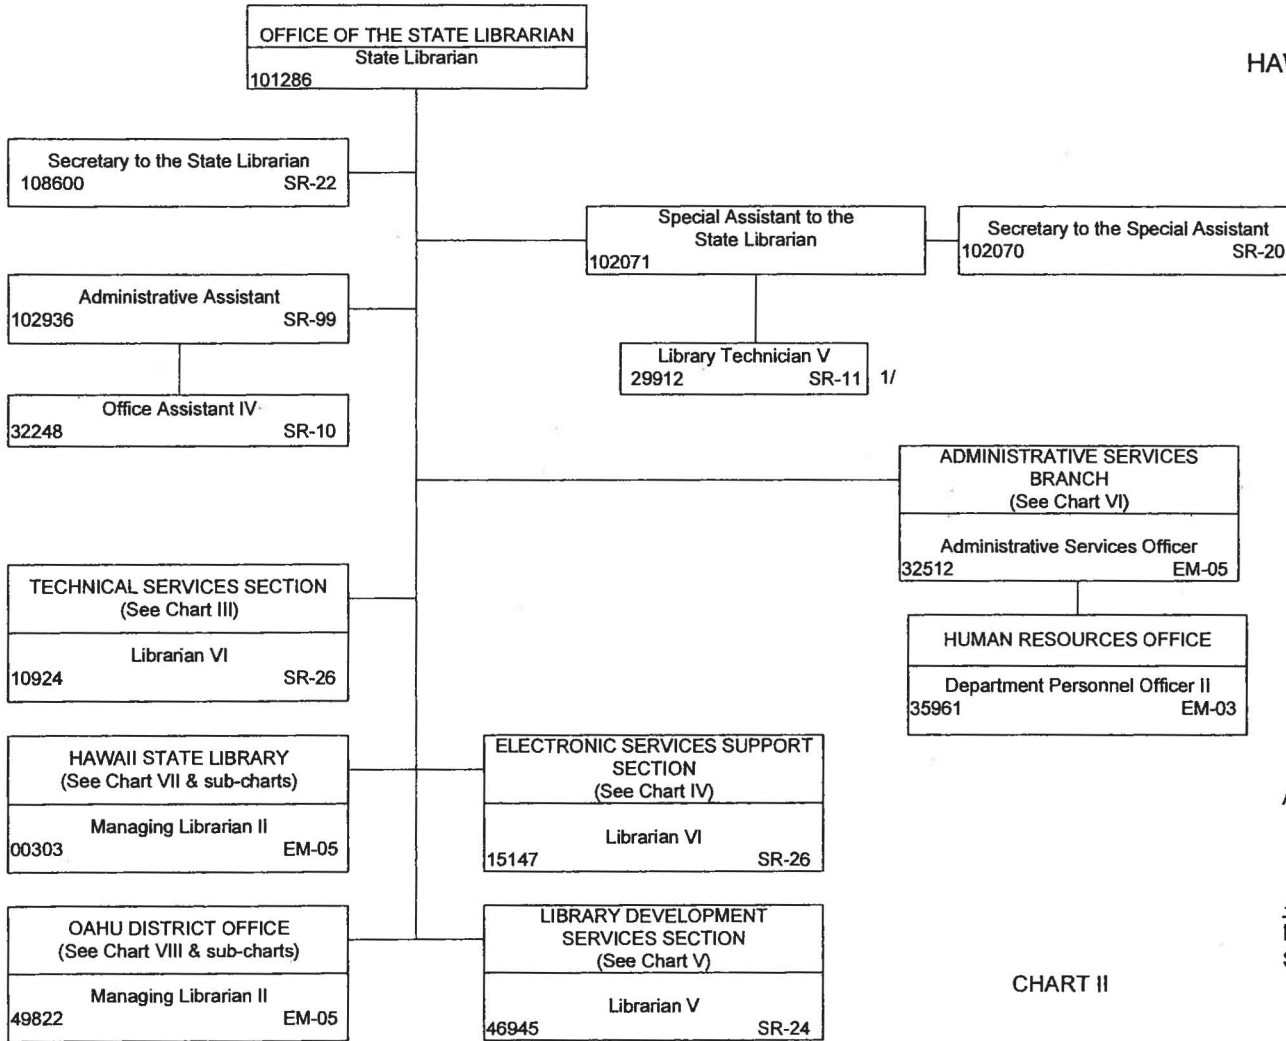 OFFICE OF THE STATE LIBRARIAN
State Librarian
101286
HAV
Secretary to the State Librarian
108600 SR-22
Special Assistant to the
State Librarian
102071
Secretary to the Special Assistant
102070 SR-20
Administrative Assistant
102936 SR-99
Library Technician V
29912 SR-11 1/
Office Assistant IV
32248 SR-10
ADMINISTRATIVE SERVICES
BRANCH
(See Chart VI)
Administrative Services Officer
32512 EM-05
TECHNICAL SERVICES SECTION
(See Chart III)
Librarian VI
10924 SR-26
HUMAN RESOURCES OFFICE
Department Personnel Officer II
35961 EM-03
HAWAII STATE LIBRARY
(See Chart VII & sub-charts)
Managing Librarian II
00303 EM-05
ELECTRONIC SERVICES SUPPORT
SECTION
(See Chart IV)
Librarian VI
15147 SR-26
OAHU DISTRICT OFFICE
(See Chart VIII & sub-charts)
Managing Librarian II
49822 EM-05
LIBRARY DEVELOPMENT
SERVICES SECTION
(See Chart V)
Librarian V
46945 SR-24
CHART II